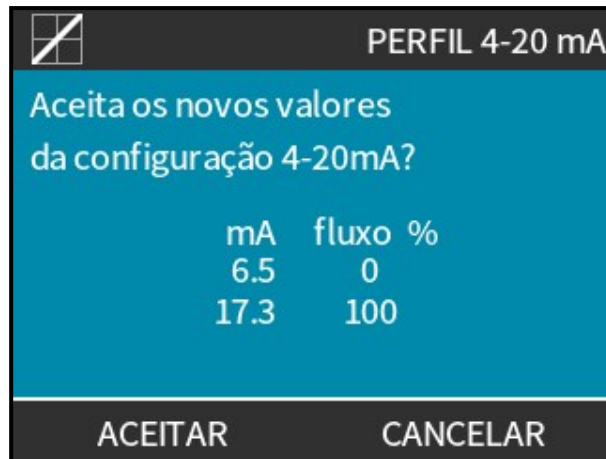 PERFIL 4-20 mA
Aceita os novos valores
da configuração 4-20mA?
mA fluxo %
6.5 0
17.3 100
ACEITAR CANCELAR